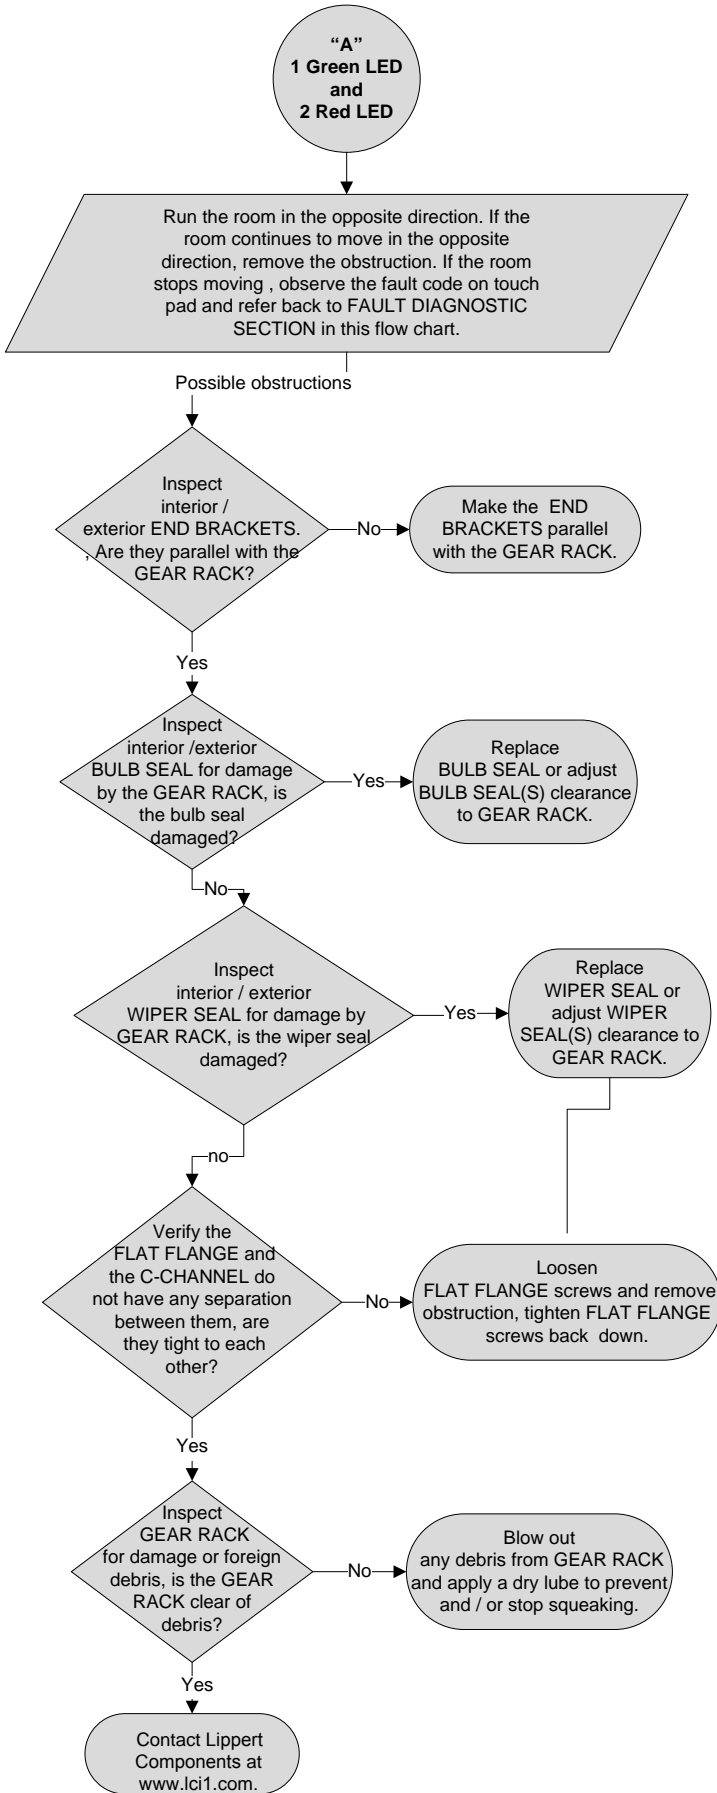 “A”
1 Green LED
and
2 Red LED
Run the room in the opposite direction. If the
room continues to move in the opposite
direction, remove the obstruction. If the room
stops moving , observe the fault code on touch
pad and refer back to FAULT DIAGNOSTIC
SECTION in this flow chart.
Possible obstructions
Inspect
interior /
exterior END BRACKETS.
, Are they parallel with the
GEAR RACK?
No
Make the END
BRACKETS parallel
with the GEAR RACK.
Yes
Inspect
interior /exterior
BULB SEAL for damage
by the GEAR RACK, is
the bulb seal
damaged?
Yes
Replace
BULB SEAL or adjust
BULB SEAL(S) clearance
to GEAR RACK.
No
Inspect
interior / exterior
WIPER SEAL for damage by
GEAR RACK, is the wiper seal
damaged?
Yes
Replace
WIPER SEAL or
adjust WIPER
SEAL(S) clearance to
GEAR RACK.
no
Verify the
FLAT FLANGE and
the C-CHANNEL do
not have any separation
between them, are
they tight to each
other?
No
Loosen
FLAT FLANGE screws and remove
obstruction, tighten FLAT FLANGE
screws back down.
Yes
Inspect
GEAR RACK
for damage or foreign
debris, is the GEAR
RACK clear of
debris?
No
Blow out
any debris from GEAR RACK
and apply a dry lube to prevent
and / or stop squeaking.
Yes
Contact Lippert
Components at
www.lci1.com.